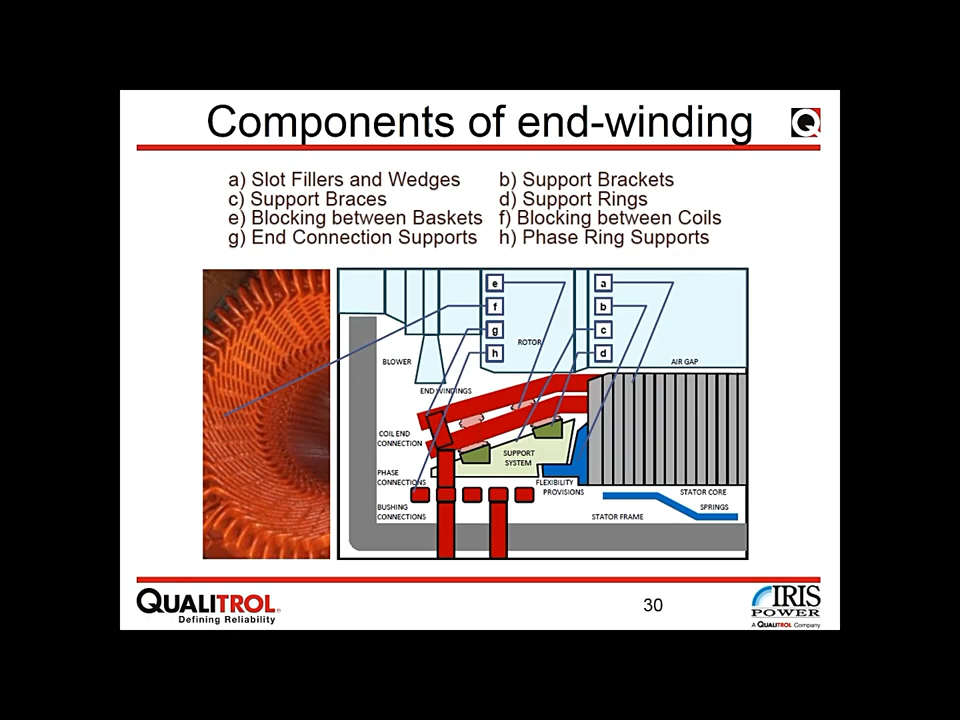 Components of end-winding
Q
a) Slot Fillers and Wedges b) Support Brackets
c) Support Braces d) Support Rings
e) Blocking between Baskets f) Blocking between Coils
g) End Connection Supports h) Phase Ring Supports
e a
f b
g c
ROTOR
h d
BLOWER
AIR GAP
END WINDINGS
COIL END
CONNECTION
SUPPORT
SYSTEM
PHASE
CONNECTIONS
FLEXIBILITY
PROVISIONS
STATOR CORE
BUSHING
CONNECTIONS
SPRINGS
STATOR FRAME
QUALITROL
Defining Reliability
30
IRIS
POWER
A QUALITROL Company